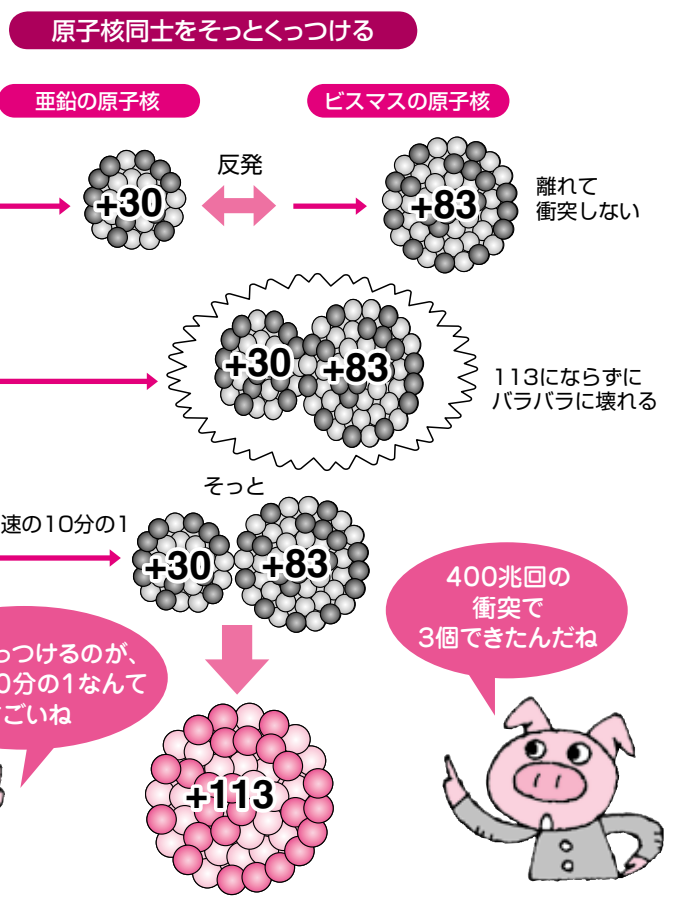 原子核同士をそっとくっつける
亜鉛の原子核
ビスマスの原子核
反発
+30
+83
離れて
衝突しない
+30
+83
113にならずに
バラバラに壊れる
そっと
速の10分の1
+30
+83
400兆回の
衝突で
3個できたんだね
っつけるのが、
0分の1なんて
ごいね
+113